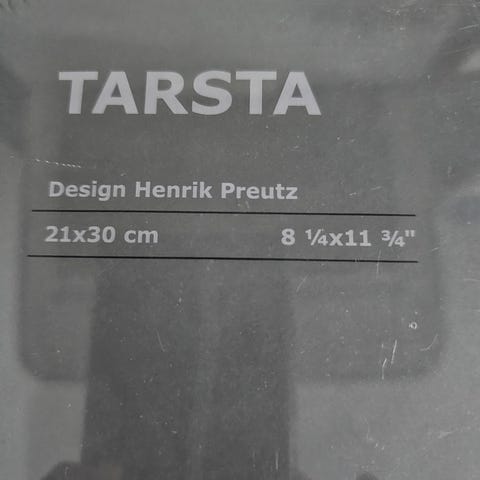 TARSTA
Design Henrik Preutz
21x30 cm 8 ¼x11 ¾"